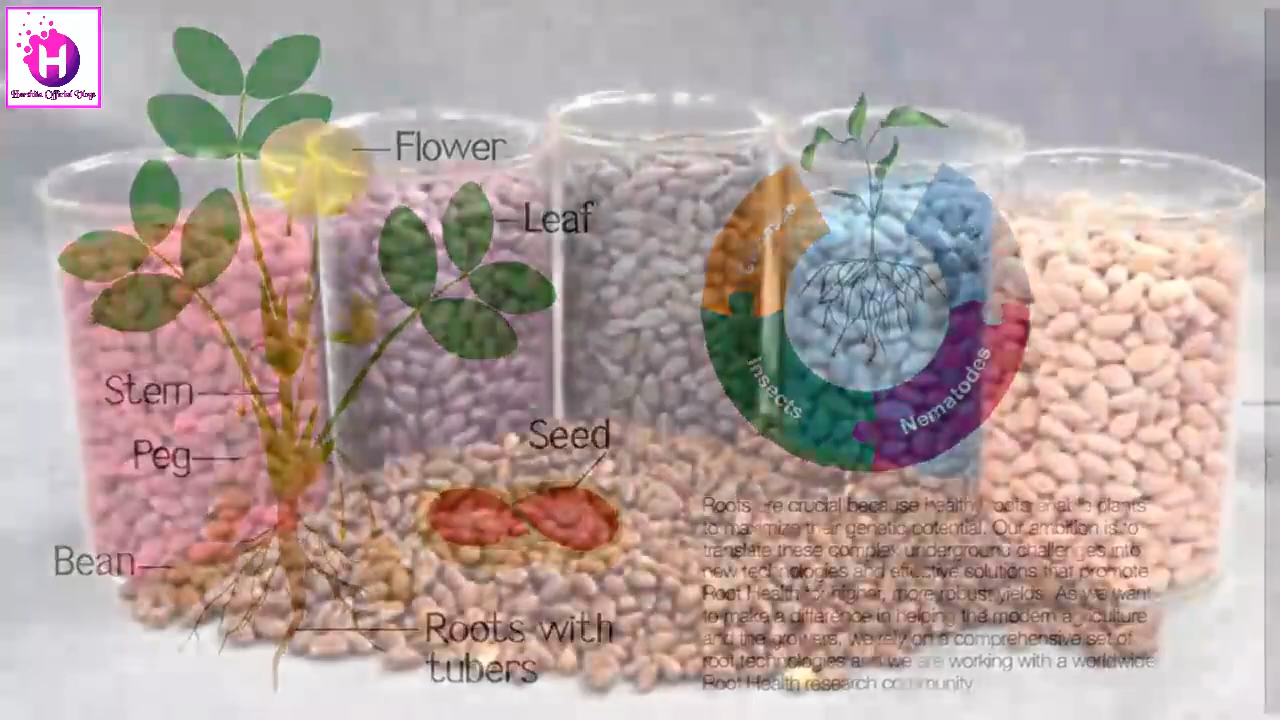 Harshita Official Vlogs
Flower
Leaf
Stem
Peg
Seed
Bean
Roots with
tubers
Insects
Nematodes
Roots are crucial because healthy roots enable plants
to maximize their genetic potential. Our ambition is to
translate these complex underground challenges into
new technologies and effective solutions that promote
Root Health for higher, more robust yields. As we want
to make a difference in helping the modern agriculture
and the growers, we rely on a comprehensive set of
root technologies and we are working with a worldwide
Root Health research community